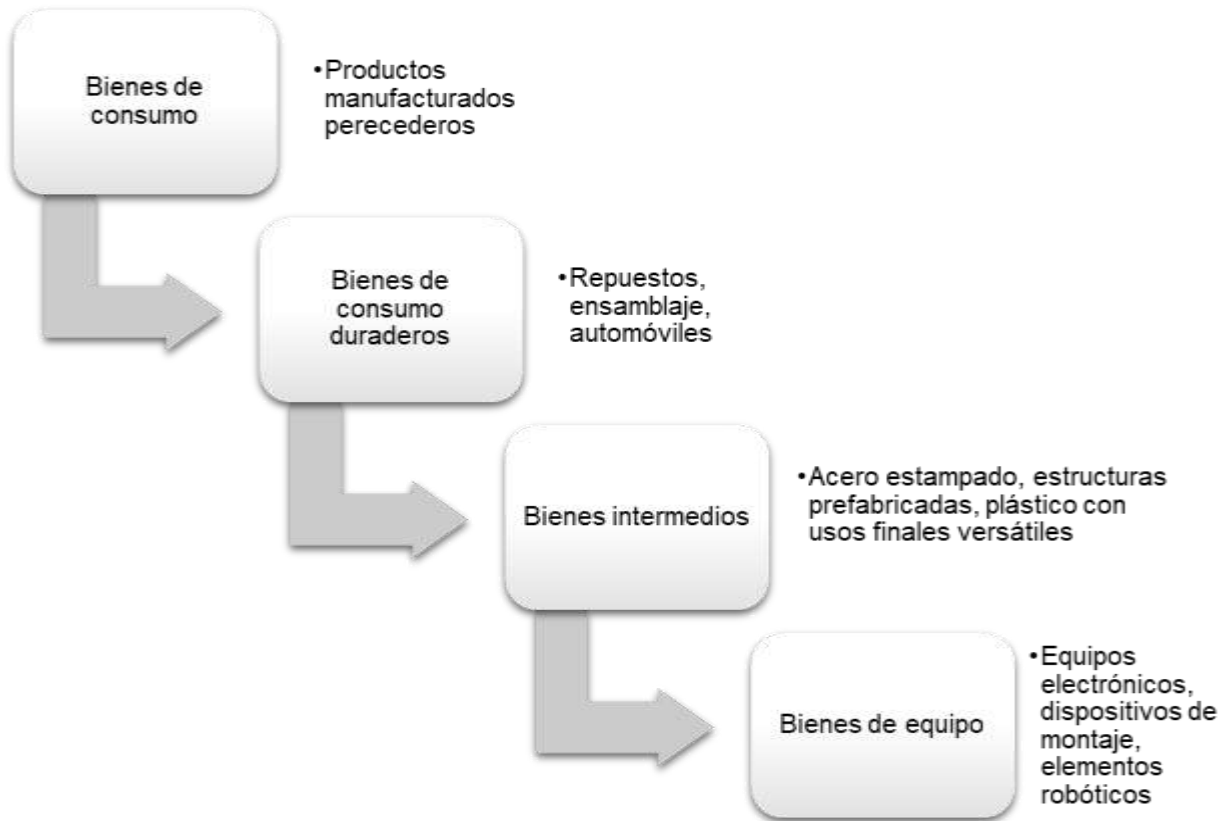 Bienes de
consumo
•Productos
manufacturados
perecederos
Bienes de
consumo
duraderos
•Repuestos,
ensamblaje,
automóviles
Bienes intermedios
•Acero estampado, estructuras
prefabricadas, plástico con
usos finales versátiles
Bienes de equipo
•Equipos
electrónicos,
dispositivos de
montaje,
elementos
robóticos